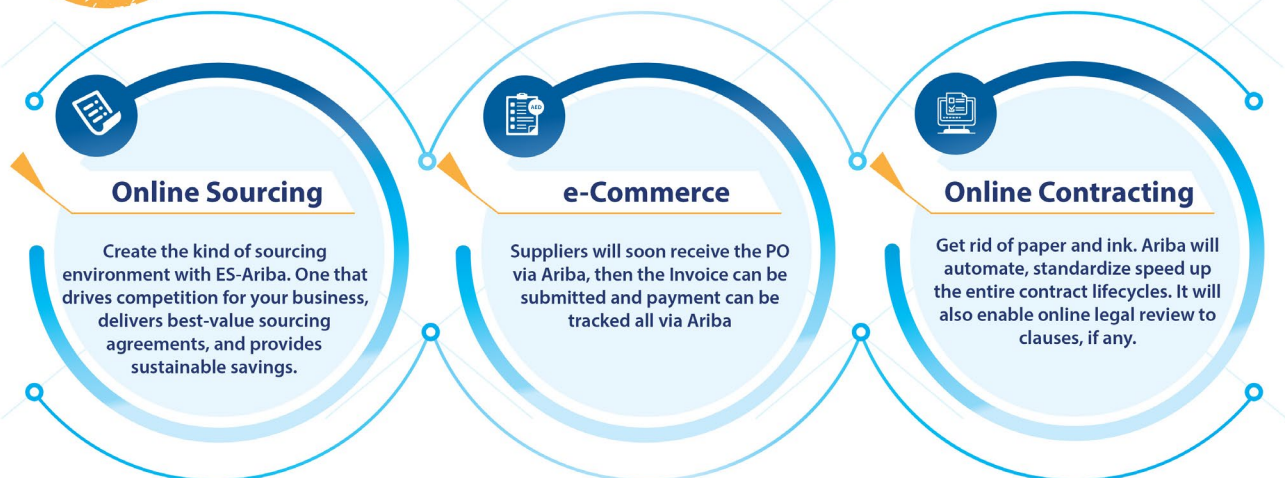 Online Sourcing
Create the kind of sourcing
environment with ES-Ariba. One that
drives competition for your business,
delivers best-value sourcing
agreements, and provides
sustainable savings.
AED
e-Commerce
Suppliers will soon receive the PO
via Ariba, then the Invoice can be
submitted and payment can be
tracked all via Ariba
Online Contracting
Get rid of paper and ink. Ariba will
automate, standardize speed up
the entire contract lifecycles. It will
also enable online legal review to
clauses, if any.